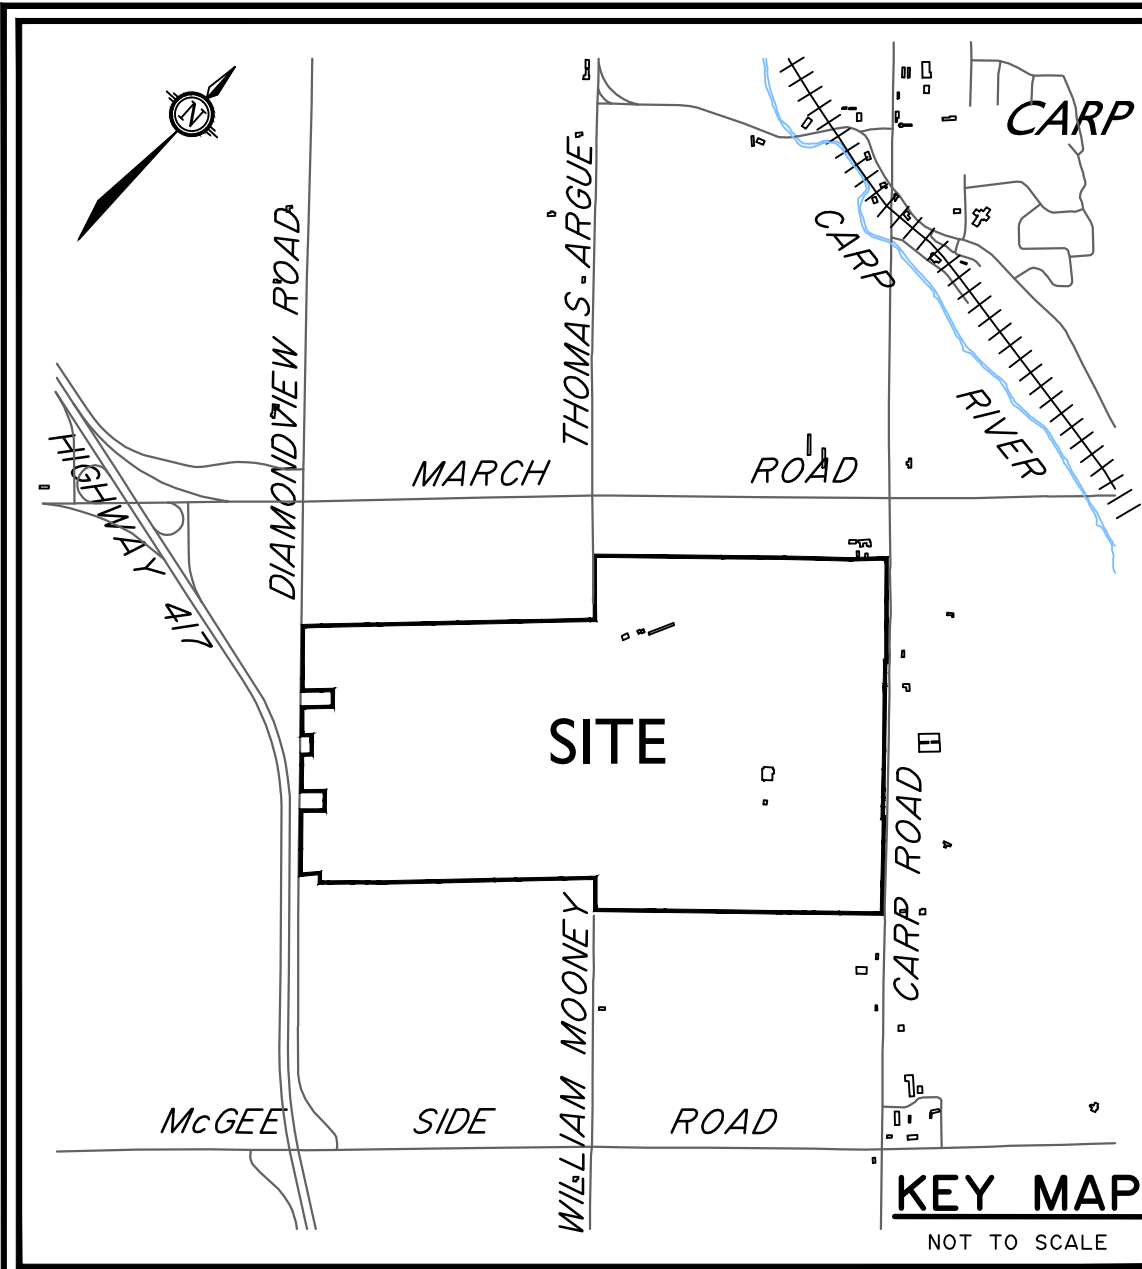 N
CARP
DIAMONDVIEW ROAD
THOMAS ARGUE
CARP
RIVER
HIGHWAY 417
MARCH ROAD
SITE
CARP ROAD
WILLIAM MOONEY
McGEE SIDE ROAD
KEY MAP
NOT TO SCALE